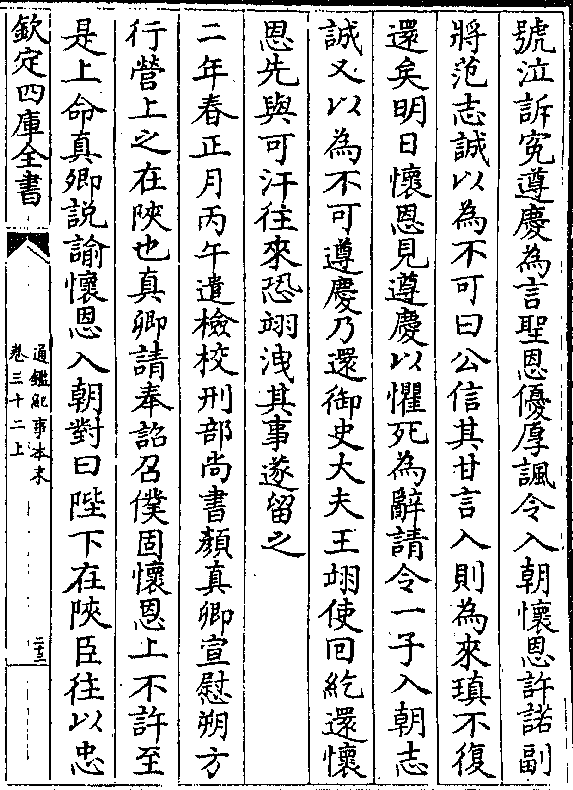 號泣訴寃遵慶為言聖恩優厚諷令入朝懷恩許諾副
將范志誠以為不可曰公信其甘言入則為來瑱不復
還矣明日懷恩見遵慶以懼死為辭請令一子入朝志
誠又以為不可遵慶乃還御史大夫王翊使回紇還懷
恩先與可汗往來恐翊洩其事遂留之
二年春正月丙午遣檢校刑部尚書顏真卿宣慰朔方
行營上之在陜也真卿請奉詔召僕固懷恩上不許至
是上命真卿説諭懷恩入朝對曰陛下在陜臣往以忠
欽定四庫全書
通鑑紀事本末
卷三十二上
二十三